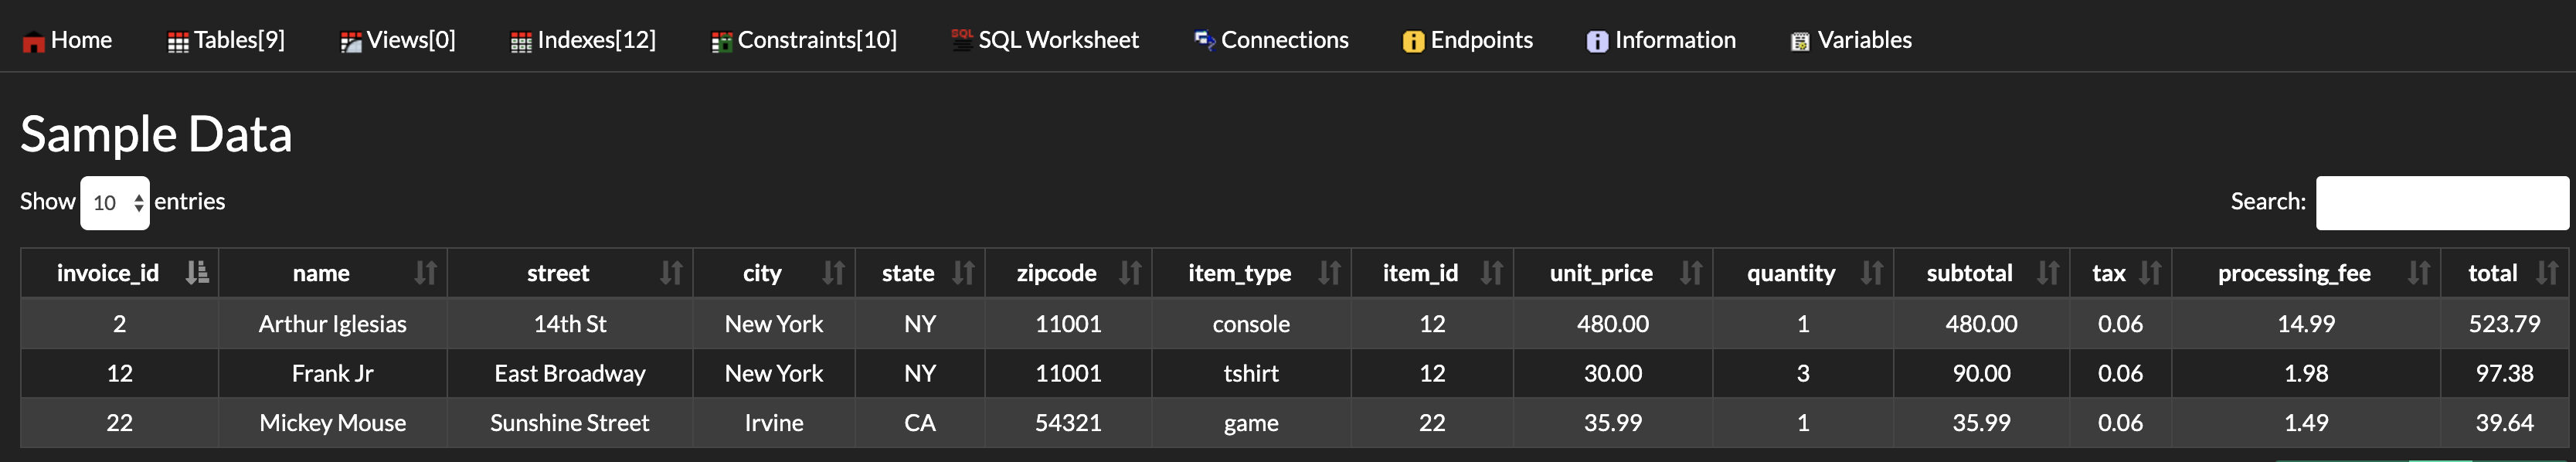 Home Tables[9] Views[0] Indexes[12] Constraints[10] SQL SQL Worksheet Connections Endpoints Information Variables
Sample Data
Show 10 entries Search:
invoice_id name street city state zipcode item_type item_id unit_price quantity subtotal tax processing_fee total
2 Arthur Iglesias 14th St New York NY 11001 console 12 480.00 1 480.00 0.06 14.99 523.79
12 Frank Jr East Broadway New York NY 11001 tshirt 12 30.00 3 90.00 0.06 1.98 97.38
22 Mickey Mouse Sunshine Street Irvine CA 54321 game 22 35.99 1 35.99 0.06 1.49 39.64